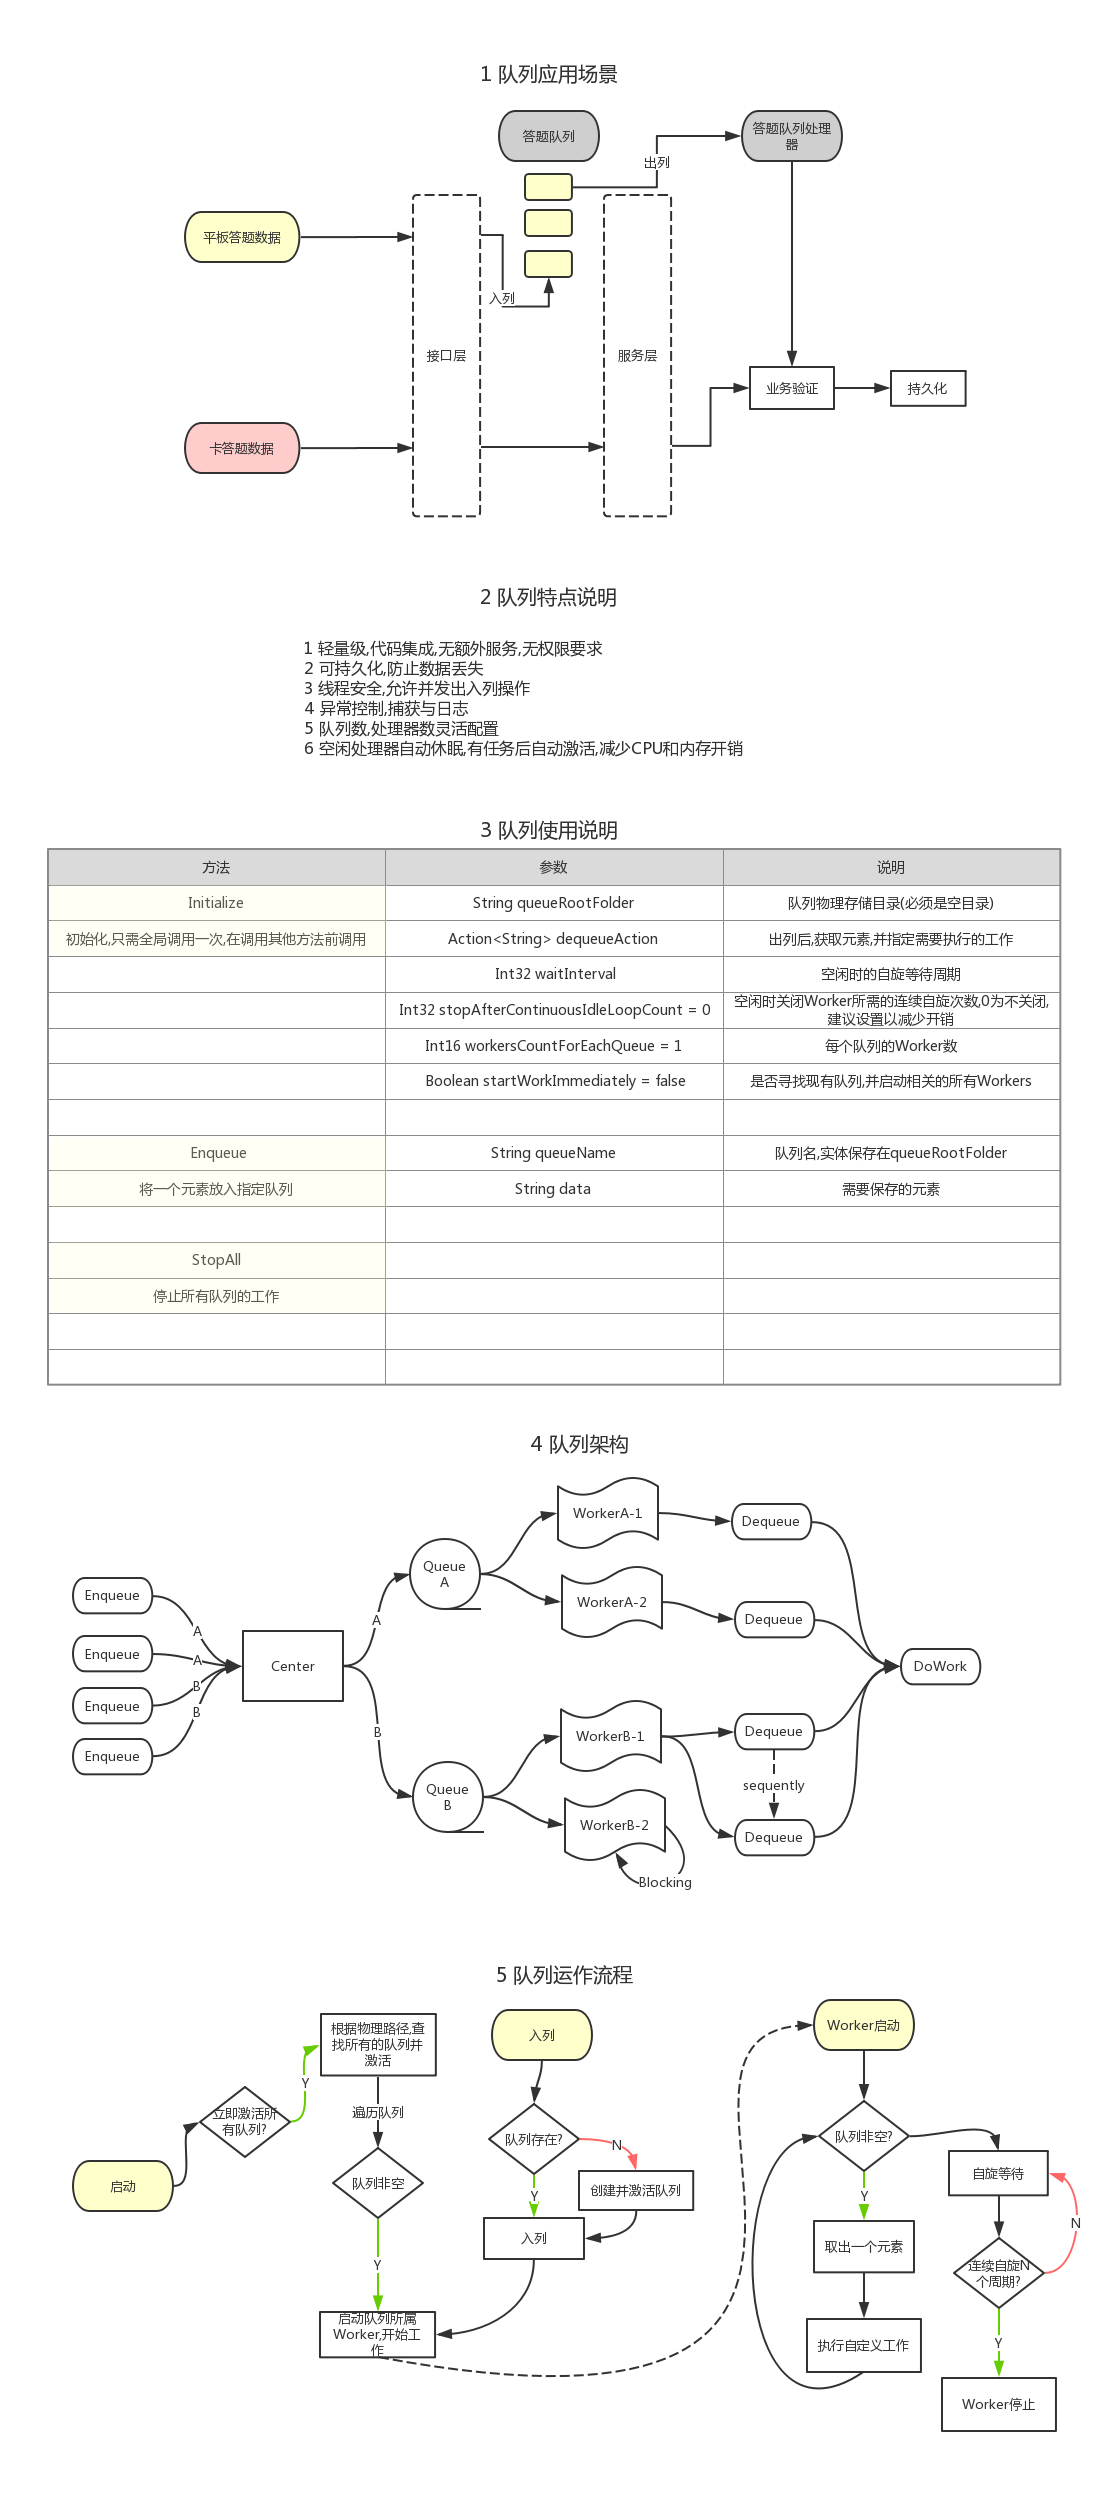 1 队列应用场景
答题队列
答题队列处理
器
出列
平板答题数据
入列
接口层
服务层
业务验证
持久化
卡答题数据
2 队列特点说明
1 轻量级,代码集成,无额外服务,无权限要求
2 可持久化,防止数据丢失
3 线程安全,允许并发出入列操作
4 异常控制,捕获与日志
5 队列数,处理器数灵活配置
6 空闲处理器自动休眠,有任务后自动激活,减少CPU和内存开销
3 队列使用说明
方法 参数 说明
Initialize String queueRootFolder 队列物理存储目录(必须是空目录)
初始化,只需全局调用一次,在调用其他方法前调用 Action<String> dequeueAction 出列后,获取元素,并指定需要执行的工作
Int32 waitInterval 空闲时的自旋等待周期
Int32 stopAfterContinuousIdleLoopCount = 0 空闲时关闭Worker所需的连续自旋次数,0为不关闭,
建议设置以减少开销
Int16 workersCountForEachQueue = 1 每个队列的Worker数
Boolean startWorkImmediately = false 是否寻找现有队列,并启动相关的所有Workers
Enqueue String queueName 队列名,实体保存在queueRootFolder
将一个元素放入指定队列 String data 需要保存的元素
StopAll
停止所有队列的工作
4 队列架构
WorkerA-1
Dequeue
Queue
A
Enqueue
WorkerA-2
A
A
Dequeue
Enqueue
A
Center
DoWork
B
Enqueue
B
B
WorkerB-1
Dequeue
Enqueue
sequently
Queue
B
WorkerB-2
Dequeue
Blocking
5 队列运作流程
根据物理路径,查
找所有的队列并
激活
入列
Worker启动
Y
立即激活所
有队列?
遍历队列
队列存在?
N
队列非空?
启动
队列非空
自旋等待
Y
创建并激活队列
Y
N
入列
取出一个元素
Y
连续自旋N
个周期?
启动队列所属
Worker,开始工
作
执行自定义工作
Y
Worker停止